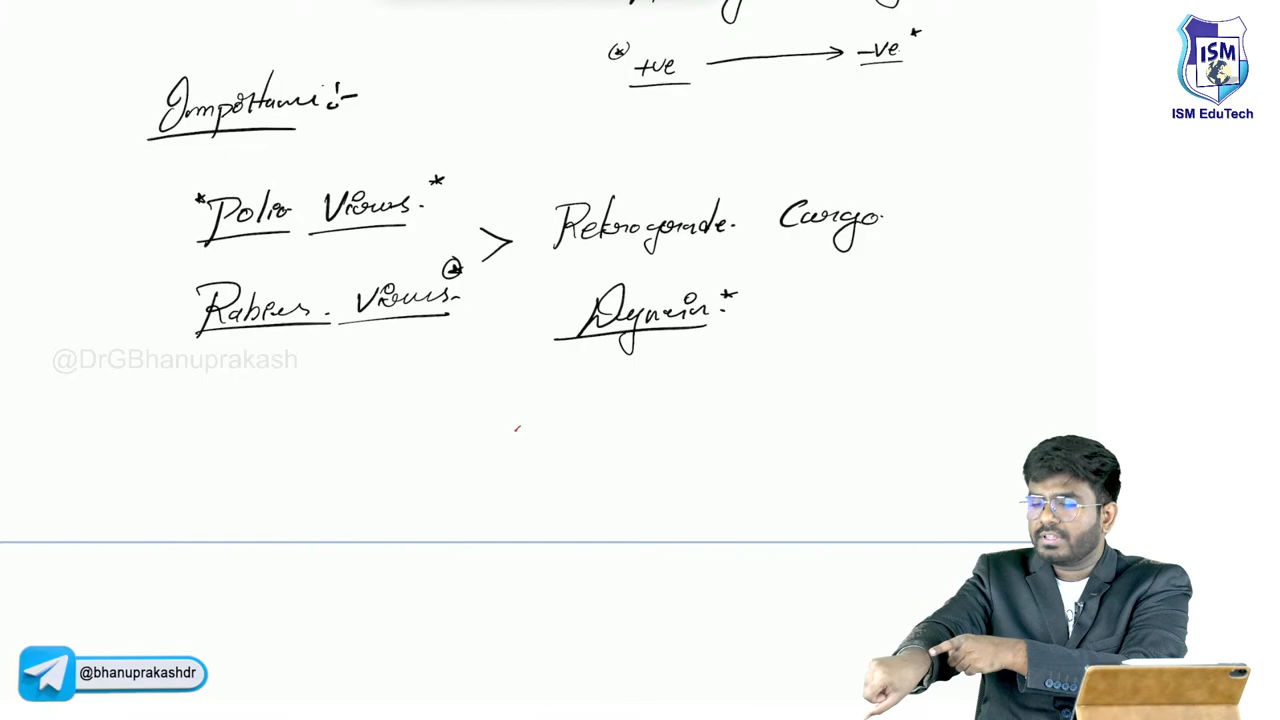 +ve → -ve *
ISM
ISM EduTech
Importance :-
*Polio Virus.*
Retrograde. Cargo.
Rabies. Virus.
Dynein.*
@DrGBhanuprakash
@bhanuprakashdr